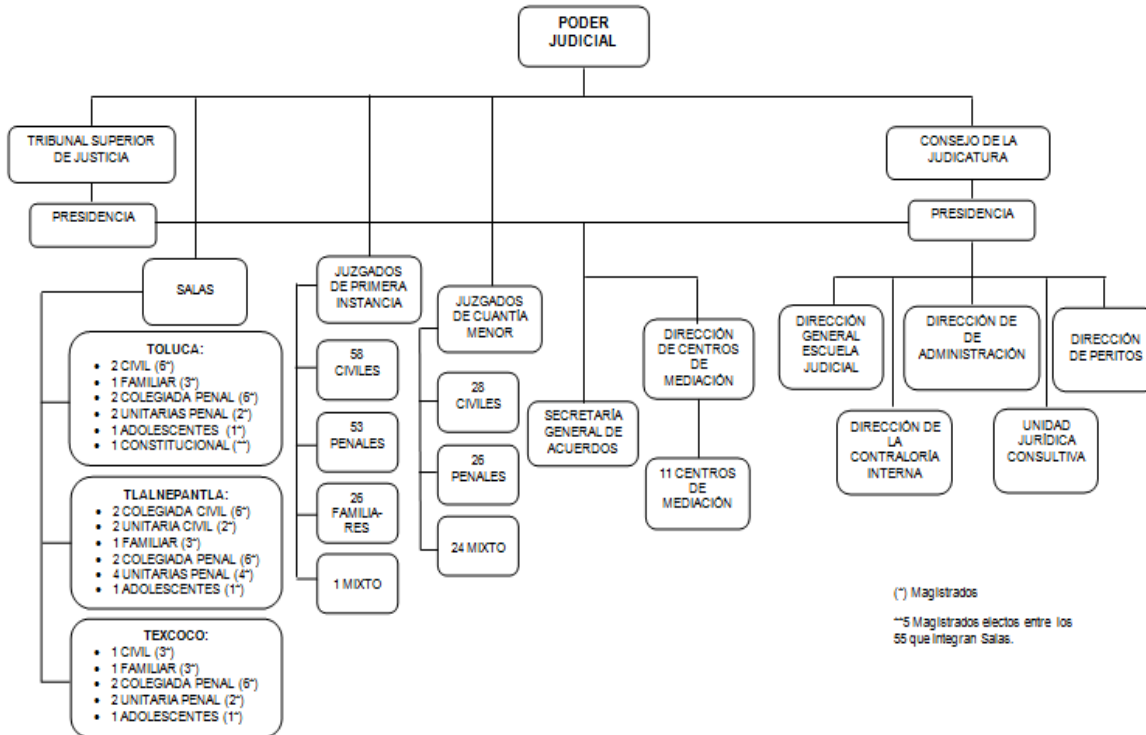 PODER
JUDICIAL
TRIBUNAL SUPERIOR
DE JUSTICIA
CONSEJO DE LA
JUDICATURA
PRESIDENCIA
PRESIDENCIA
SALAS
JUZGADOS
DE PRIMERA
INSTANCIA
JUZGADOS
DE CUANTÍA
MENOR
TOLUCA:
• 2 CIVIL (6*)
• 1 FAMILIAR (3*)
• 2 COLEGIADA PENAL (6*)
• 2 UNITARIAS PENAL (2*)
• 1 ADOLESCENTES (1*)
• 1 CONSTITUCIONAL (**)
TLALNEPANTLA:
• 2 COLEGIADA CIVIL (6*)
• 2 UNITARIA CIVIL (2*)
• 1 FAMILIAR (3*)
• 2 COLEGIADA PENAL (6*)
• 4 UNITARIAS PENAL (4*)
• 1 ADOLESCENTES (1*)
TEXCOCO:
• 1 CIVIL (3*)
• 1 FAMILIAR (3*)
• 2 COLEGIADA PENAL (6*)
• 2 UNITARIA PENAL (2*)
• 1 ADOLESCENTES (1*)
58
CIVILES
53
PENALES
26
FAMILIA-
RES
1 MIXTO
28
CIVILES
26
PENALES
24 MIXTO
SECRETARÍA
GENERAL DE
ACUERDOS
DIRECCIÓN
DE CENTROS
DE
MEDIACIÓN
11 CENTROS
DE
MEDIACIÓN
DIRECCIÓN
GENERAL
ESCUELA
JUDICIAL
DIRECCIÓN DE
DE
ADMINISTRACIÓN
DIRECCIÓN
DE PERITOS
DIRECCIÓN DE
LA
CONTRALORÍA
INTERNA
UNIDAD
JURÍDICA
CONSULTIVA
(*) Magistrados
**5 Magistrados electos entre los
55 que integran Salas.